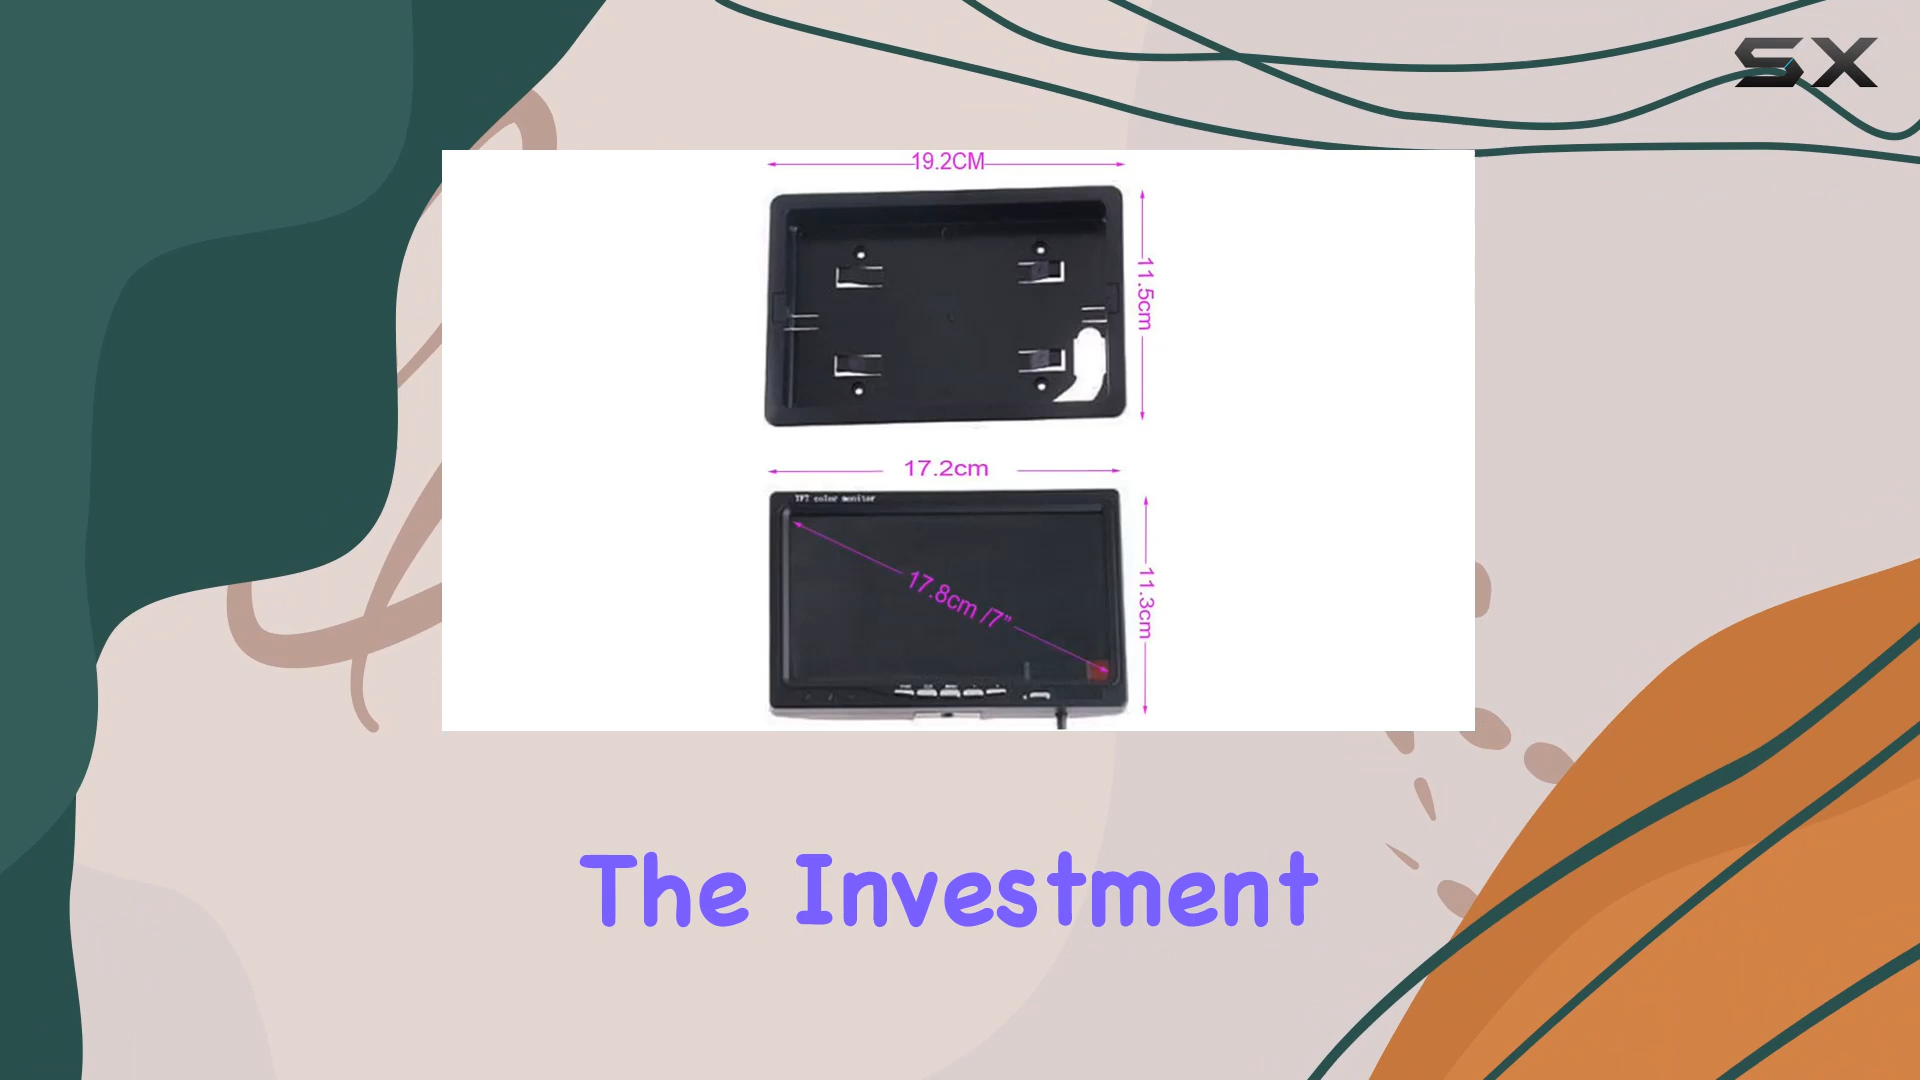 SX
19.2CM
11.5cm
17.2cm
TFT color monitor
17.8cm /7"
11.3cm
The Investment